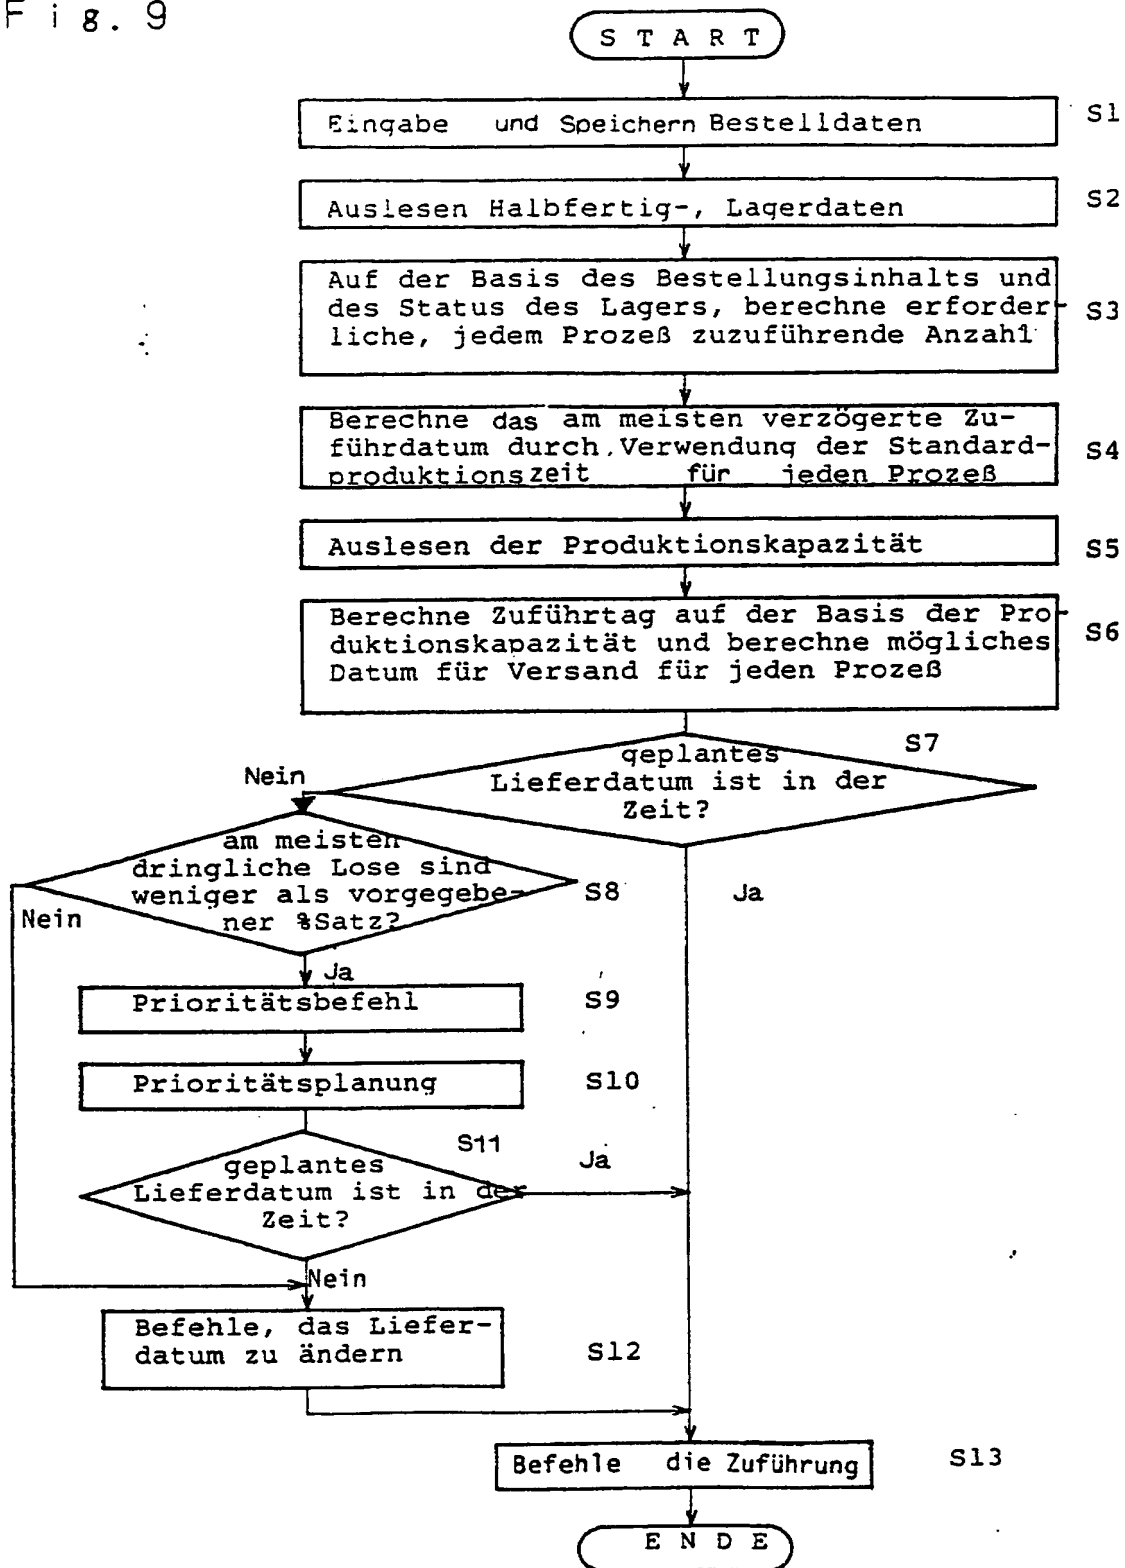 Fig. 9
START
Eingabe und Speichern Bestelldaten
S1
Auslesen Halbfertig-, Lagerdaten
S2
Auf der Basis des Bestellungsinhalts und
des Status des Lagers, berechne erforder-
liche, jedem Prozeß zuzuführende Anzahl
S3
Berechne das am meisten verzögerte Zu-
führdatum durch Verwendung der Standard-
produktionszeit für jeden Prozeß
S4
Auslesen der Produktionskapazität
S5
Berechne Zuführtag auf der Basis der Pro-
duktionskapazität und berechne mögliches
Datum für Versand für jeden Prozeß
S6
S7
geplantes
Lieferdatum ist in der
Zeit?
Nein
Ja
am meisten
dringliche Lose sind
weniger als vorgegebe-
ner %Satz?
S8
Nein
Ja
Prioritätsbefehl
S9
Prioritätsplanung
S10
S11
geplantes
Lieferdatum ist in der
Zeit?
Ja
Nein
Befehle, das Liefer-
datum zu ändern
S12
Befehle die Zuführung
S13
ENDE